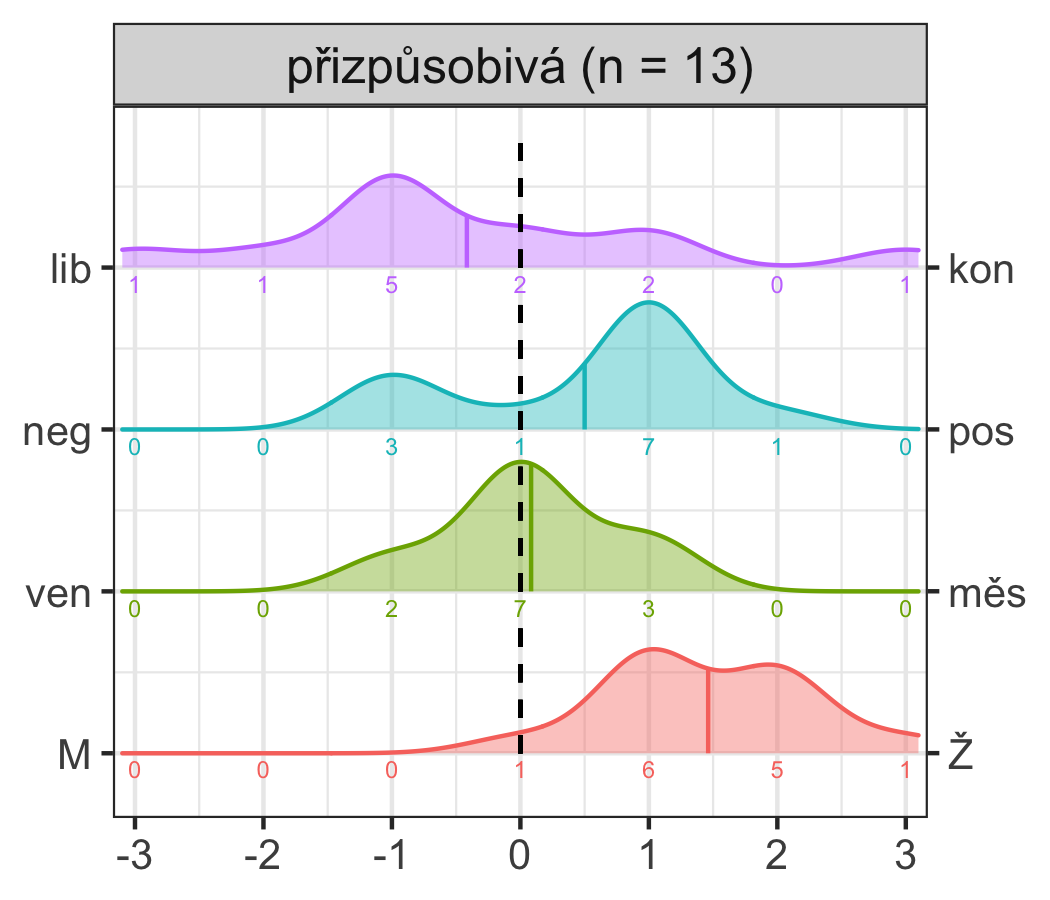 přizpůsobivá (n = 13)
lib kon
1 1 5 2 2 0 1
neg pos
0 0 3 1 7 1 0
ven měs
0 0 2 7 3 0 0
M Ž
0 0 0 1 6 5 1
-3 -2 -1 0 1 2 3